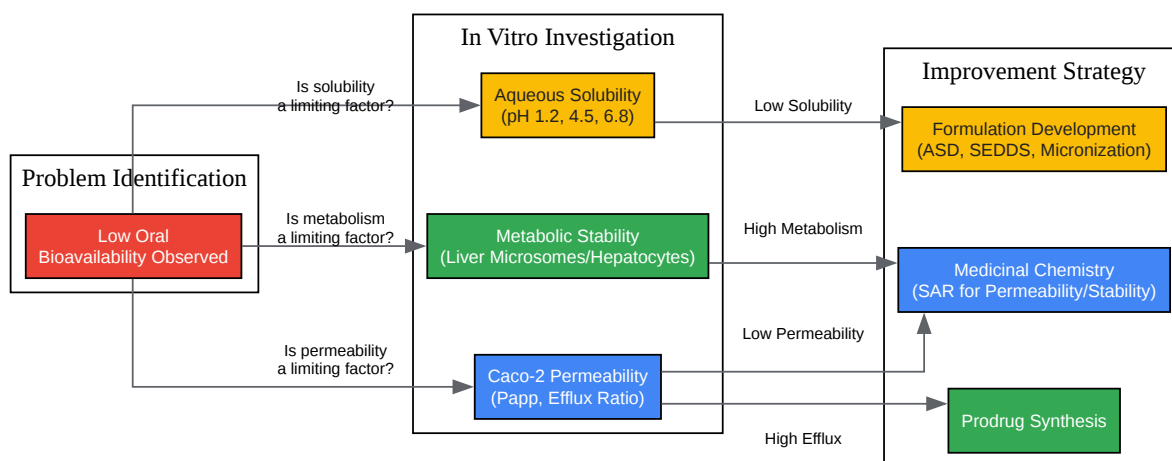 Problem Identification
Low Oral
Bioavailability Observed
Is solubility
a limiting factor?
Is metabolism
a limiting factor?
Is permeability
a limiting factor?
In Vitro Investigation
Aqueous Solubility
(pH 1.2, 4.5, 6.8)
Metabolic Stability
(Liver Microsomes/Hepatocytes)
Caco-2 Permeability
(Papp, Efflux Ratio)
Low Solubility
High Metabolism
Low Permeability
High Efflux
Improvement Strategy
Formulation Development
(ASD, SEDDS, Micronization)
Medicinal Chemistry
(SAR for Permeability/Stability)
Prodrug Synthesis